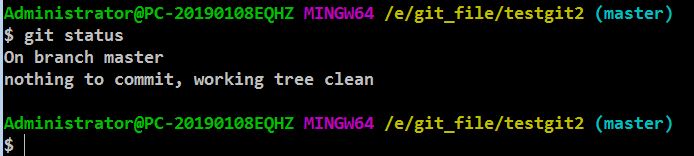 Administrator@PC-20190108EQHZ MINGW64 /e/git_file/testgit2 (master)
$ git status
On branch master
nothing to commit, working tree clean
Administrator@PC-20190108EQHZ MINGW64 /e/git_file/testgit2 (master)
$